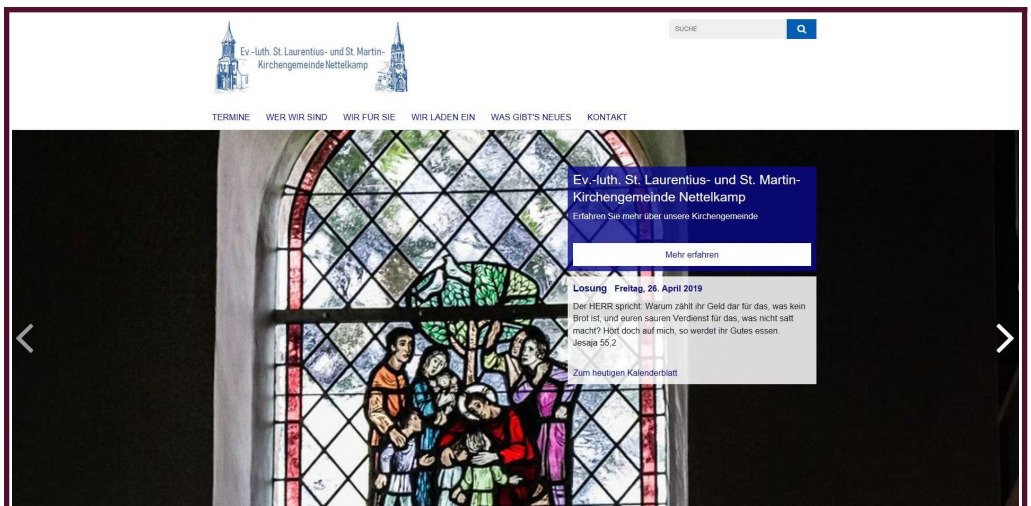 Ev.-luth. St. Laurentius- und St. Martin-
Kirchengemeinde Nettelkamp
SUCHE
TERMINE WER WIR SIND WIR FÜR SIE WIR LADEN EIN WAS GIBT'S NEUES KONTAKT
Ev.-luth. St. Laurentius- und St. Martin-
Kirchengemeinde Nettelkamp
Erfahren Sie mehr über unsere Kirchengemeinde
Mehr erfahren
Losung Freitag, 26. April 2019
Der HERR spricht: Warum zählt ihr Geld dar für das, was kein
Brot ist, und euren sauren Verdienst für das, was nicht satt
macht? Hört doch auf mich, so werdet ihr Gutes essen.
Jesaja 55,2
Zum heutigen Kalenderblatt